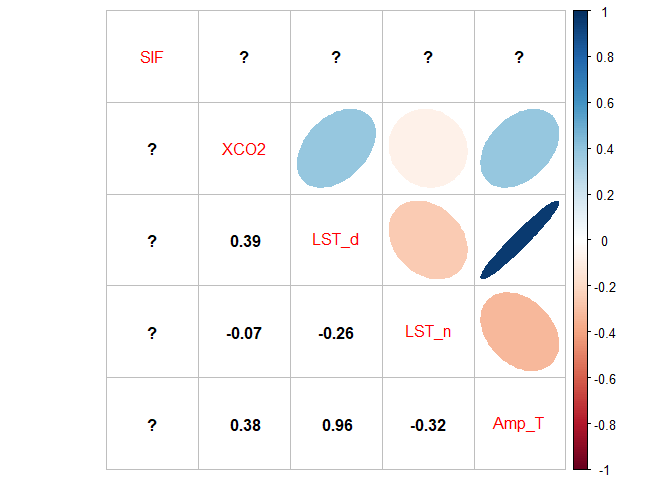 SIF ? ? ? ?
? XCO2
? 0.39 LST_d
? -0.07 -0.26 LST_n
? 0.38 0.96 -0.32 Amp_T
1
0.8
0.6
0.4
0.2
0
-0.2
-0.4
-0.6
-0.8
-1